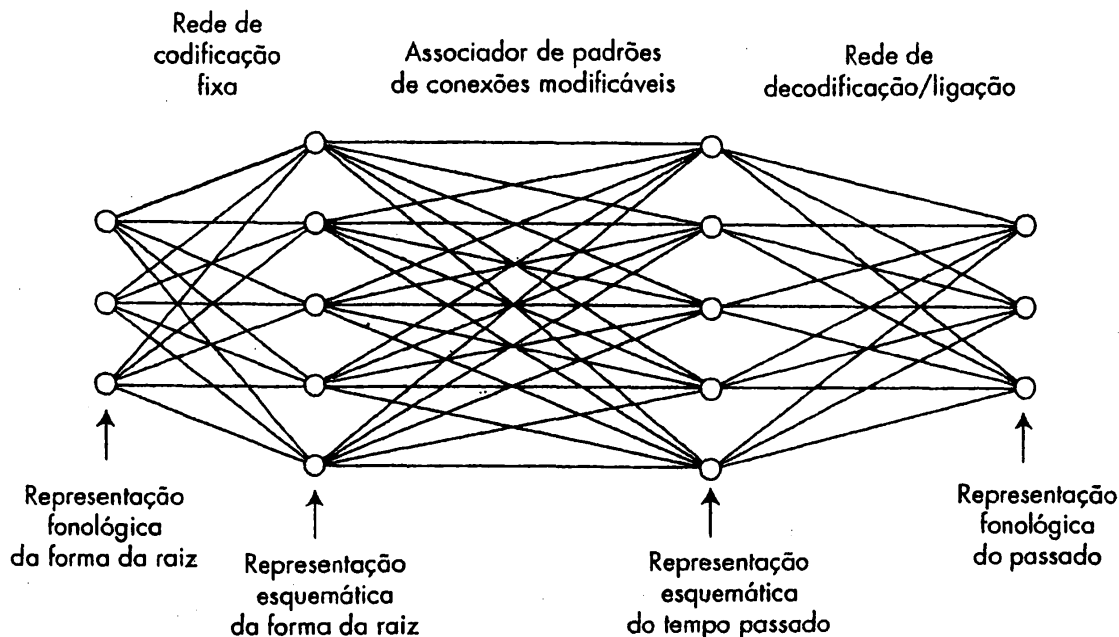 Rede de
codificação
fixa
Associador de padrões
de conexões modificáveis
Rede de
decodificação/ligação
Representação
fonológica
da forma da raiz
Representação
esquemática
da forma da raiz
Representação
esquemática
do tempo passado
Representação
fonológica
do passado